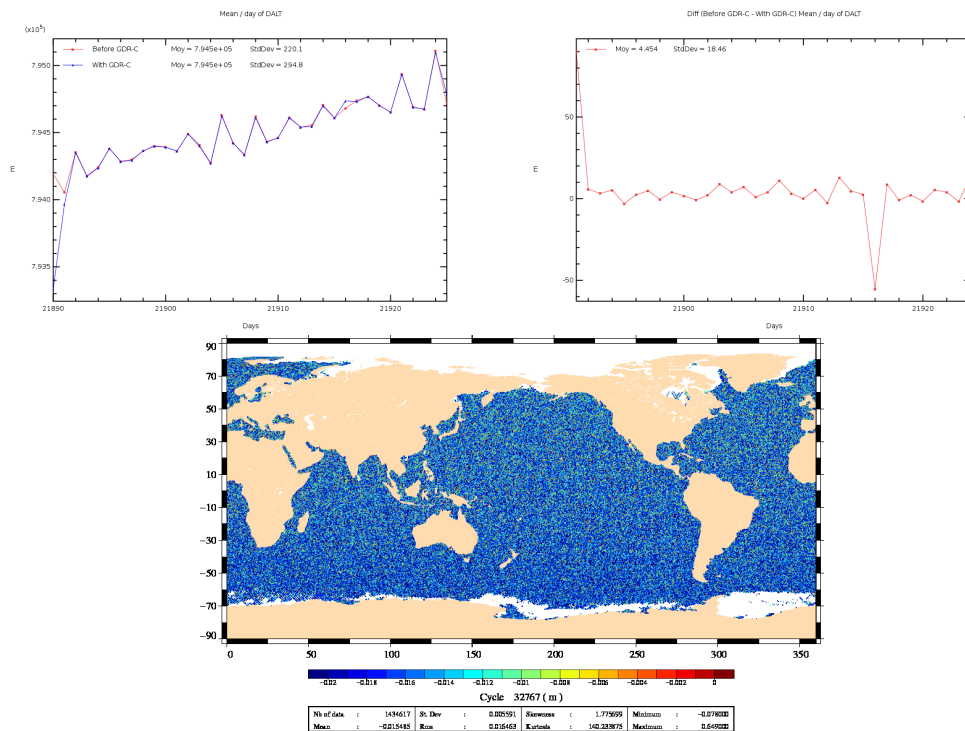 Mean / day of DALT
(x10⁵)
Before GDR-C Moy = 7.945e+05 StdDev = 220.1
With GDR-C Moy = 7.945e+05 StdDev = 294.8
7.950
7.945
7.940
7.935
m
21890 21900 21910 21920
Days
Diff (Before GDR-C - With GDR-C) Mean / day of DALT
Moy = 4.454 StdDev = 18.46
50
0
-50
m
21900 21910 21920
Days
90
70
50
30
10
-10
-30
-50
-70
-90
0 50 100 150 200 250 300 350
-0.02 -0.018 -0.016 -0.014 -0.012 -0.01 -0.008 -0.006 -0.004 -0.002 0
Cycle 32767 ( m )
Nb of data : 1434617 St. Dev : 0.005591 Skewness : 1.775699 Minimum : -0.078000
Mean : -0.015485 Rms : 0.016463 Kurtosis : 140.233875 Maximum : 0.649000